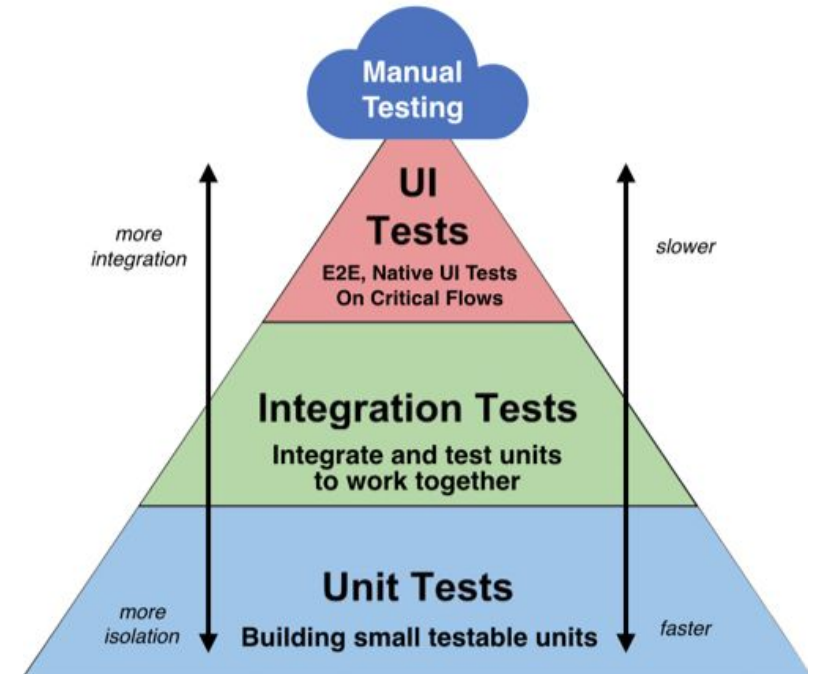 Manual
Testing
UI
Tests
E2E, Native UI Tests
On Critical Flows
more
integration
slower
Integration Tests
Integrate and test units
to work together
Unit Tests
Building small testable units
more
isolation
faster